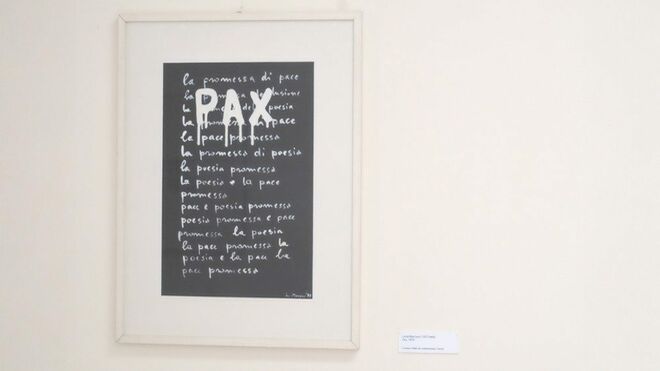 la promessa di pace
la
PAX
la poesia
la pace
la pace promessa
la promessa di poesia
la poesia promessa
la poesia e la pace
promessa
pace e poesia promessa
poesia promessa e pace
promessa la poesia
la pace promessa la
poesia e la pace la
pace promessa